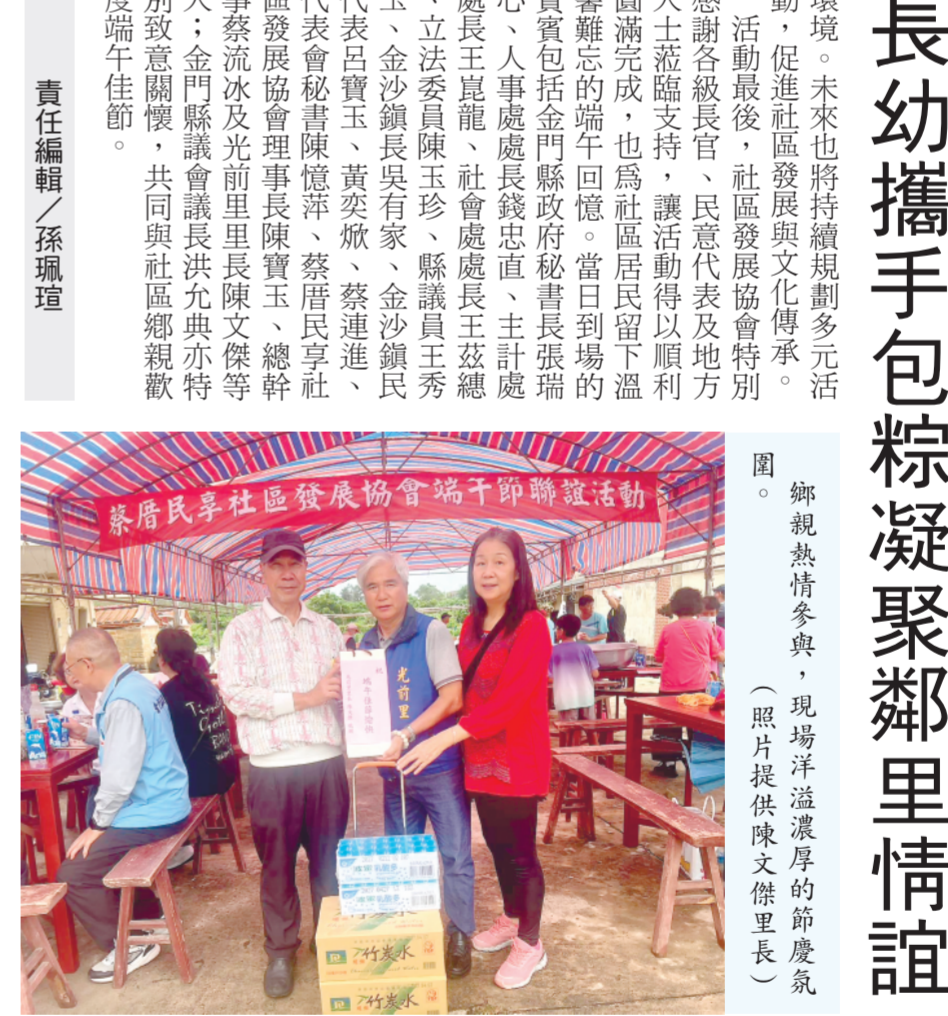 長幼攜手包粽凝聚鄰里情誼
環境。未來也將持續規劃多元活
動，促進社區發展與文化傳承。
活動最後，社區發展協會特別
感謝各級長官、民意代表及地方
人士蒞臨支持，讓活動得以順利
圓滿完成，也爲社區居民留下溫
馨難忘的端午回憶。當日到場的
貴賓包括金門縣政府秘書長張瑞
心、人事處處長錢忠直、主計處
處長王崑龍、社會處處長王茲繐
、立法委員陳玉珍、縣議員王秀
玉、金沙鎮長吳有家、金沙鎮民
代表呂寶玉、黃奕焮、蔡連進、
代表會秘書陳憶萍、蔡厝民享社
區發展協會理事長陳寶玉、總幹
事蔡流冰及光前里里長陳文傑等
人；金門縣議會議長洪允典亦特
別致意關懷，共同與社區鄉親歡
度端午佳節。
責任編輯／孫珮瑄
鄉親熱情參與，現場洋溢濃厚的節慶氛
圍。
（照片提供陳文傑里長）
蔡厝民享社區發展協會端午節聯誼活動
光前里
竹炭水
竹炭水